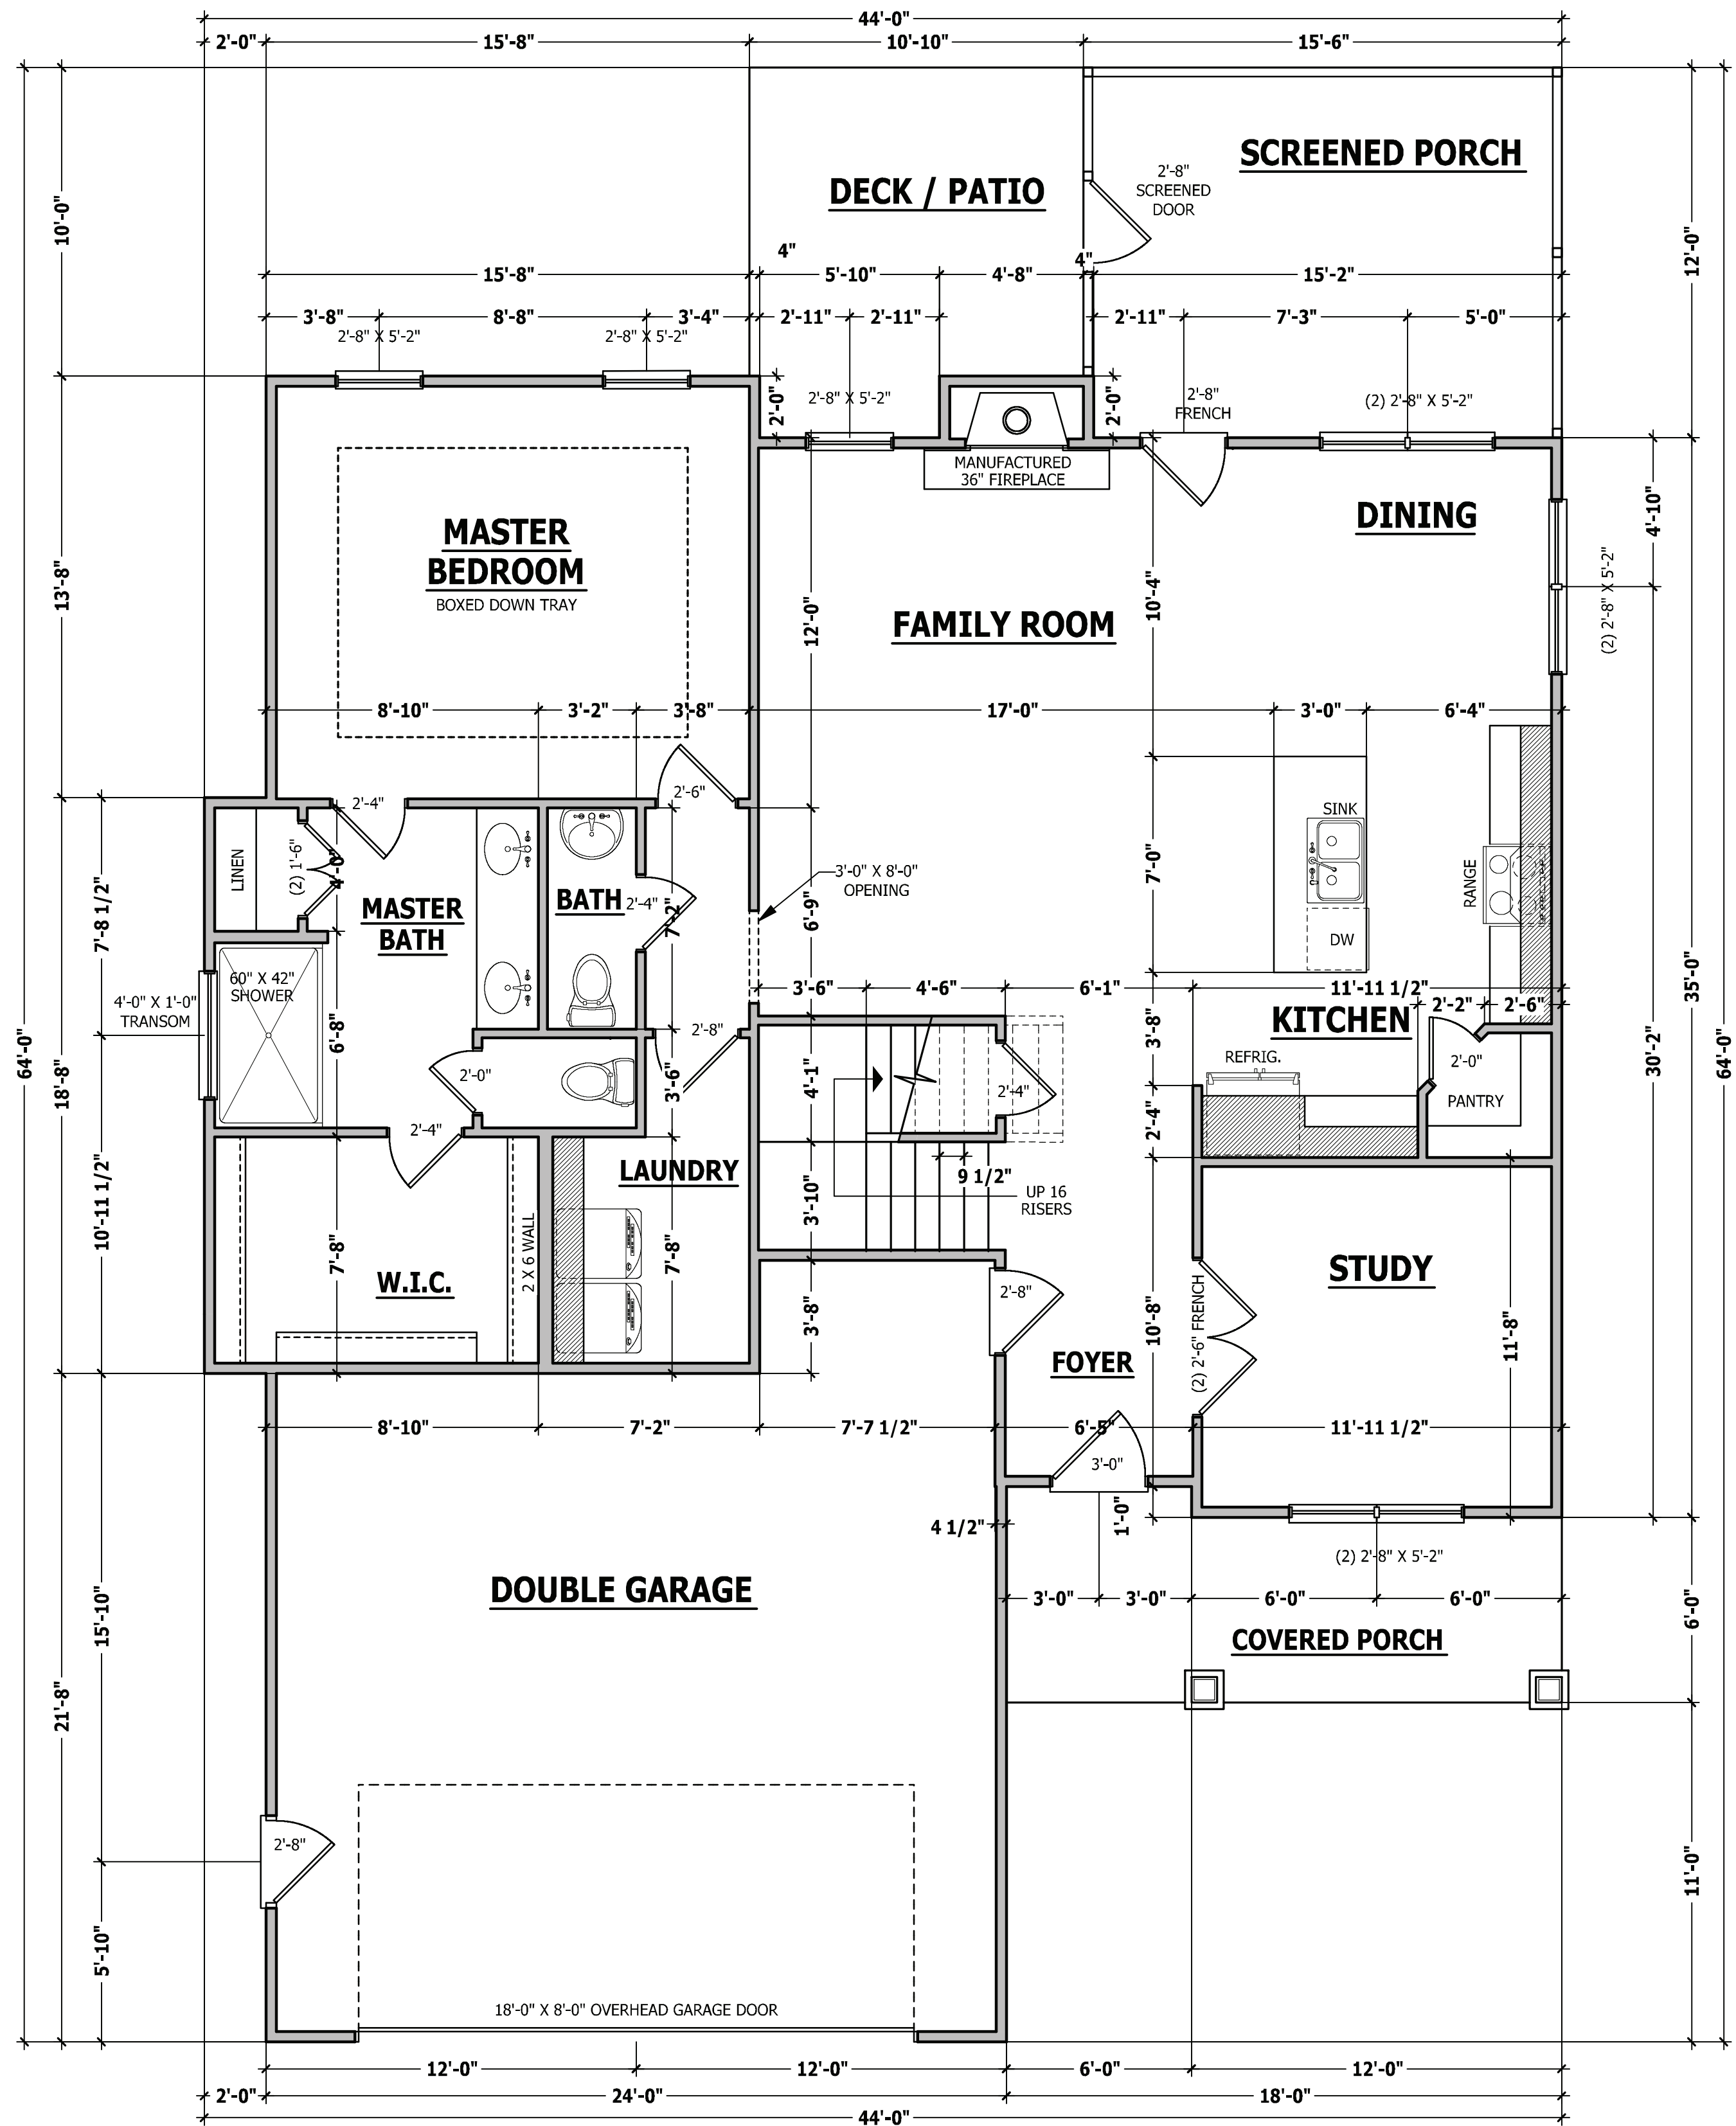 44'-0"
2'-0" 15'-8" 10'-10" 15'-6"
SCREENED PORCH
2'-8"
SCREENED
DOOR
DECK / PATIO
10'-0"
12'-0"
4" 4"
15'-8" 5'-10" 4'-8" 15'-2"
3'-8" 8'-8" 3'-4" 2'-11" 2'-11" 2'-11" 7'-3" 5'-0"
2'-8" X 5'-2" 2'-8" X 5'-2"
2'-0" 2'-8" X 5'-2" 2'-0"
2'-8"
FRENCH
(2) 2'-8" X 5'-2"
MANUFACTURED
36" FIREPLACE
DINING
4'-10"
MASTER
BEDROOM
BOXED DOWN TRAY
13'-8"
12'-0"
FAMILY ROOM
10'-4"
(2) 2'-8" X 5'-2"
8'-10" 3'-2" 3'-8" 17'-0" 3'-0" 6'-4"
2'-4" 2'-6"
SINK
LINEN
(2) 1'-6"
4'-0"
7'-8 1/2"
MASTER
BATH
BATH
2'-4"
7'-2"
3'-0" X 8'-0"
OPENING
6'-9"
7'-0"
RANGE
DW
4'-0" X 1'-0"
TRANSOM
60" X 42"
SHOWER
6'-8"
3'-6" 4'-6" 6'-1" 11'-11 1/2"
2'-2" 2'-6"
35'-0"
KITCHEN
2'-8"
3'-8"
REFRIG.
2'-0"
2'-0"
2'-4"
PANTRY
64'-0"
18'-8"
3'-6"
4'-1"
2'-4"
30'-2"
64'-0"
2'-4"
10'-11 1/2"
LAUNDRY
9 1/2"
UP 16
RISERS
3'-10"
W.I.C.
7'-8"
2 X 6 WALL
7'-8"
3'-8"
2'-8"
10'-8"
(2) 2'-6" FRENCH
STUDY
11'-8"
FOYER
8'-10" 7'-2" 7'-7 1/2" 6'-5" 11'-11 1/2"
3'-0"
4 1/2"
1'-0"
(2) 2'-8" X 5'-2"
DOUBLE GARAGE
15'-10"
3'-0" 3'-0" 6'-0" 6'-0"
6'-0"
COVERED PORCH
21'-8"
2'-8"
11'-0"
5'-10"
18'-0" X 8'-0" OVERHEAD GARAGE DOOR
12'-0" 12'-0" 6'-0" 12'-0"
2'-0" 24'-0" 18'-0"
44'-0"